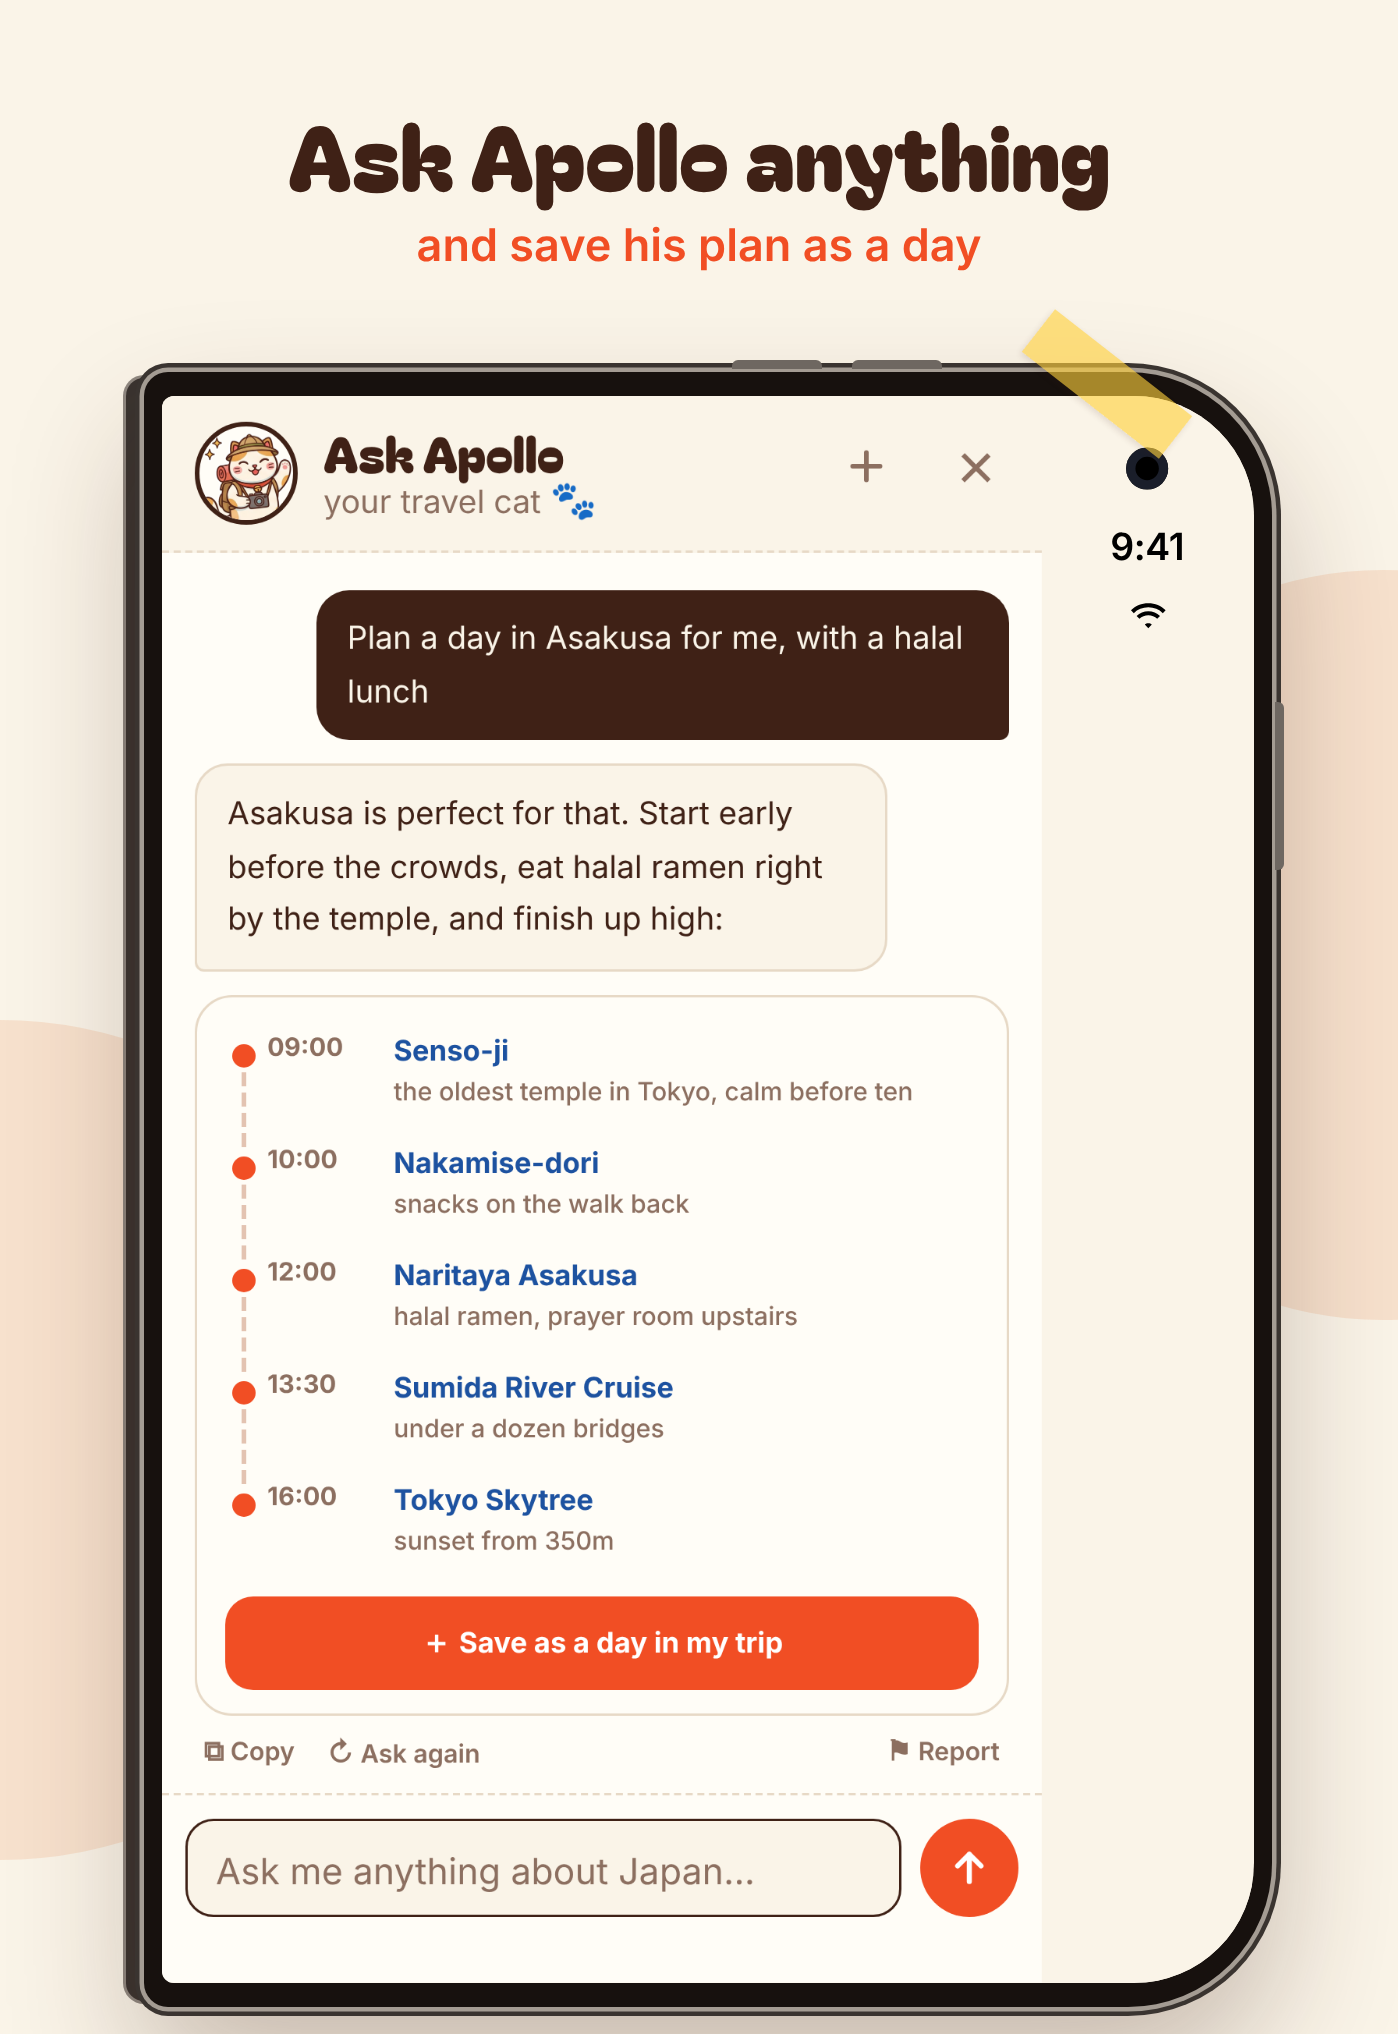 Ask Apollo anything
and save his plan as a day
Ask Apollo
your travel cat 🐾
9:41
Plan a day in Asakusa for me, with a halal
lunch
Asakusa is perfect for that. Start early
before the crowds, eat halal ramen right
by the temple, and finish up high:
09:00 Senso-ji
the oldest temple in Tokyo, calm before ten
10:00 Nakamise-dori
snacks on the walk back
12:00 Naritaya Asakusa
halal ramen, prayer room upstairs
13:30 Sumida River Cruise
under a dozen bridges
16:00 Tokyo Skytree
sunset from 350m
+ Save as a day in my trip
Copy Ask again Report
Ask me anything about Japan...